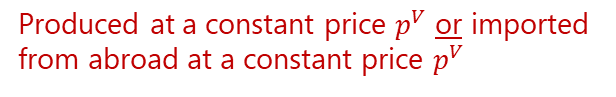 Produced at a constant price p^V or imported
from abroad at a constant price p^V